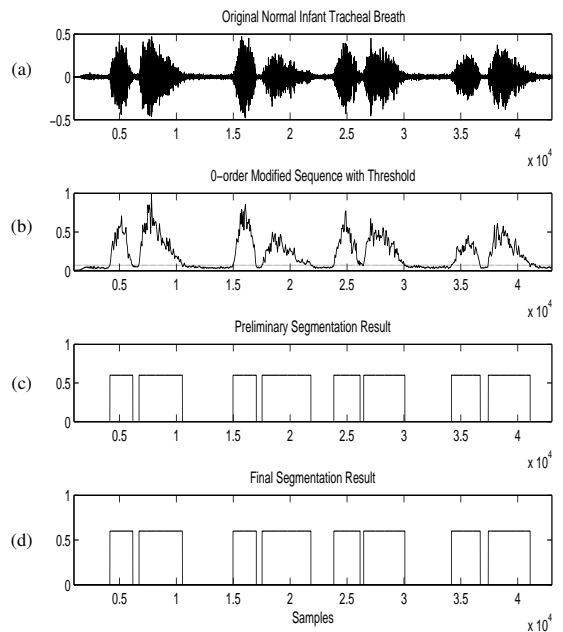 Original Normal Infant Tracheal Breath
(a)
0.5
0
−0.5
0.5 1 1.5 2 2.5 3 3.5 4
x 10^4
0-order Modified Sequence with Threshold
(b)
1
0.5
0
0.5 1 1.5 2 2.5 3 3.5 4
x 10^4
Preliminary Segmentation Result
(c)
1
0.5
0
0.5 1 1.5 2 2.5 3 3.5 4
x 10^4
Final Segmentation Result
(d)
1
0.5
0
0.5 1 1.5 2 2.5 3 3.5 4
Samples
x 10^4